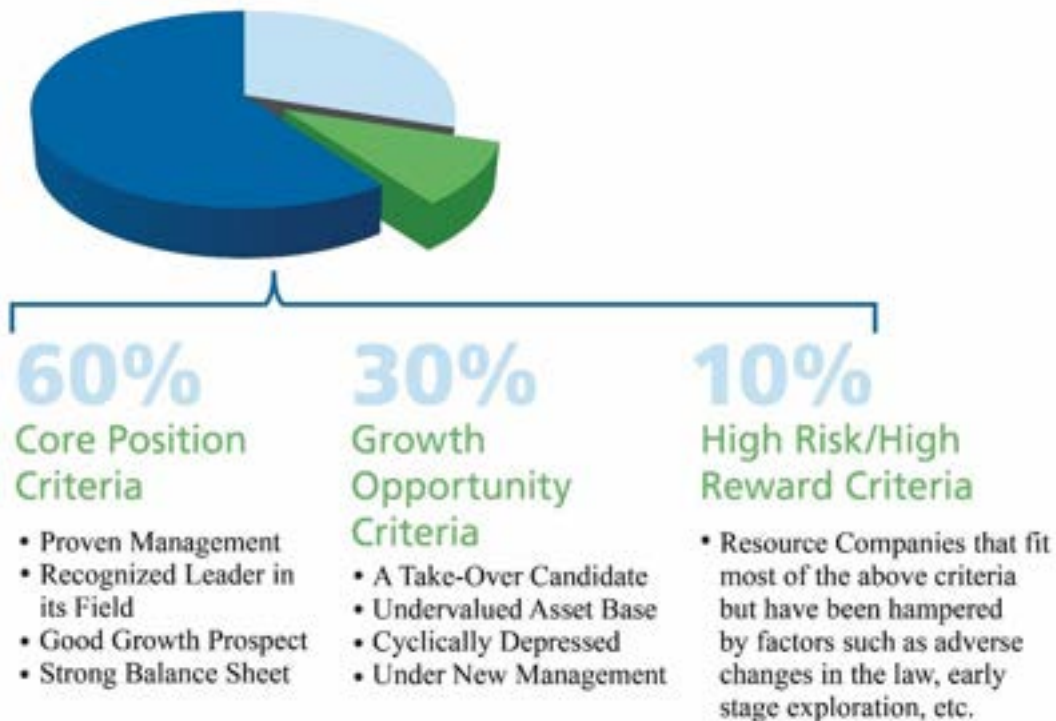 60%
Core Position
Criteria
• Proven Management
• Recognized Leader in
its Field
• Good Growth Prospect
• Strong Balance Sheet
30%
Growth
Opportunity
Criteria
• A Take-Over Candidate
• Undervalued Asset Base
• Cyclically Depressed
• Under New Management
10%
High Risk/High
Reward Criteria
• Resource Companies that fit
most of the above criteria
but have been hampered
by factors such as adverse
changes in the law, early
stage exploration, etc.